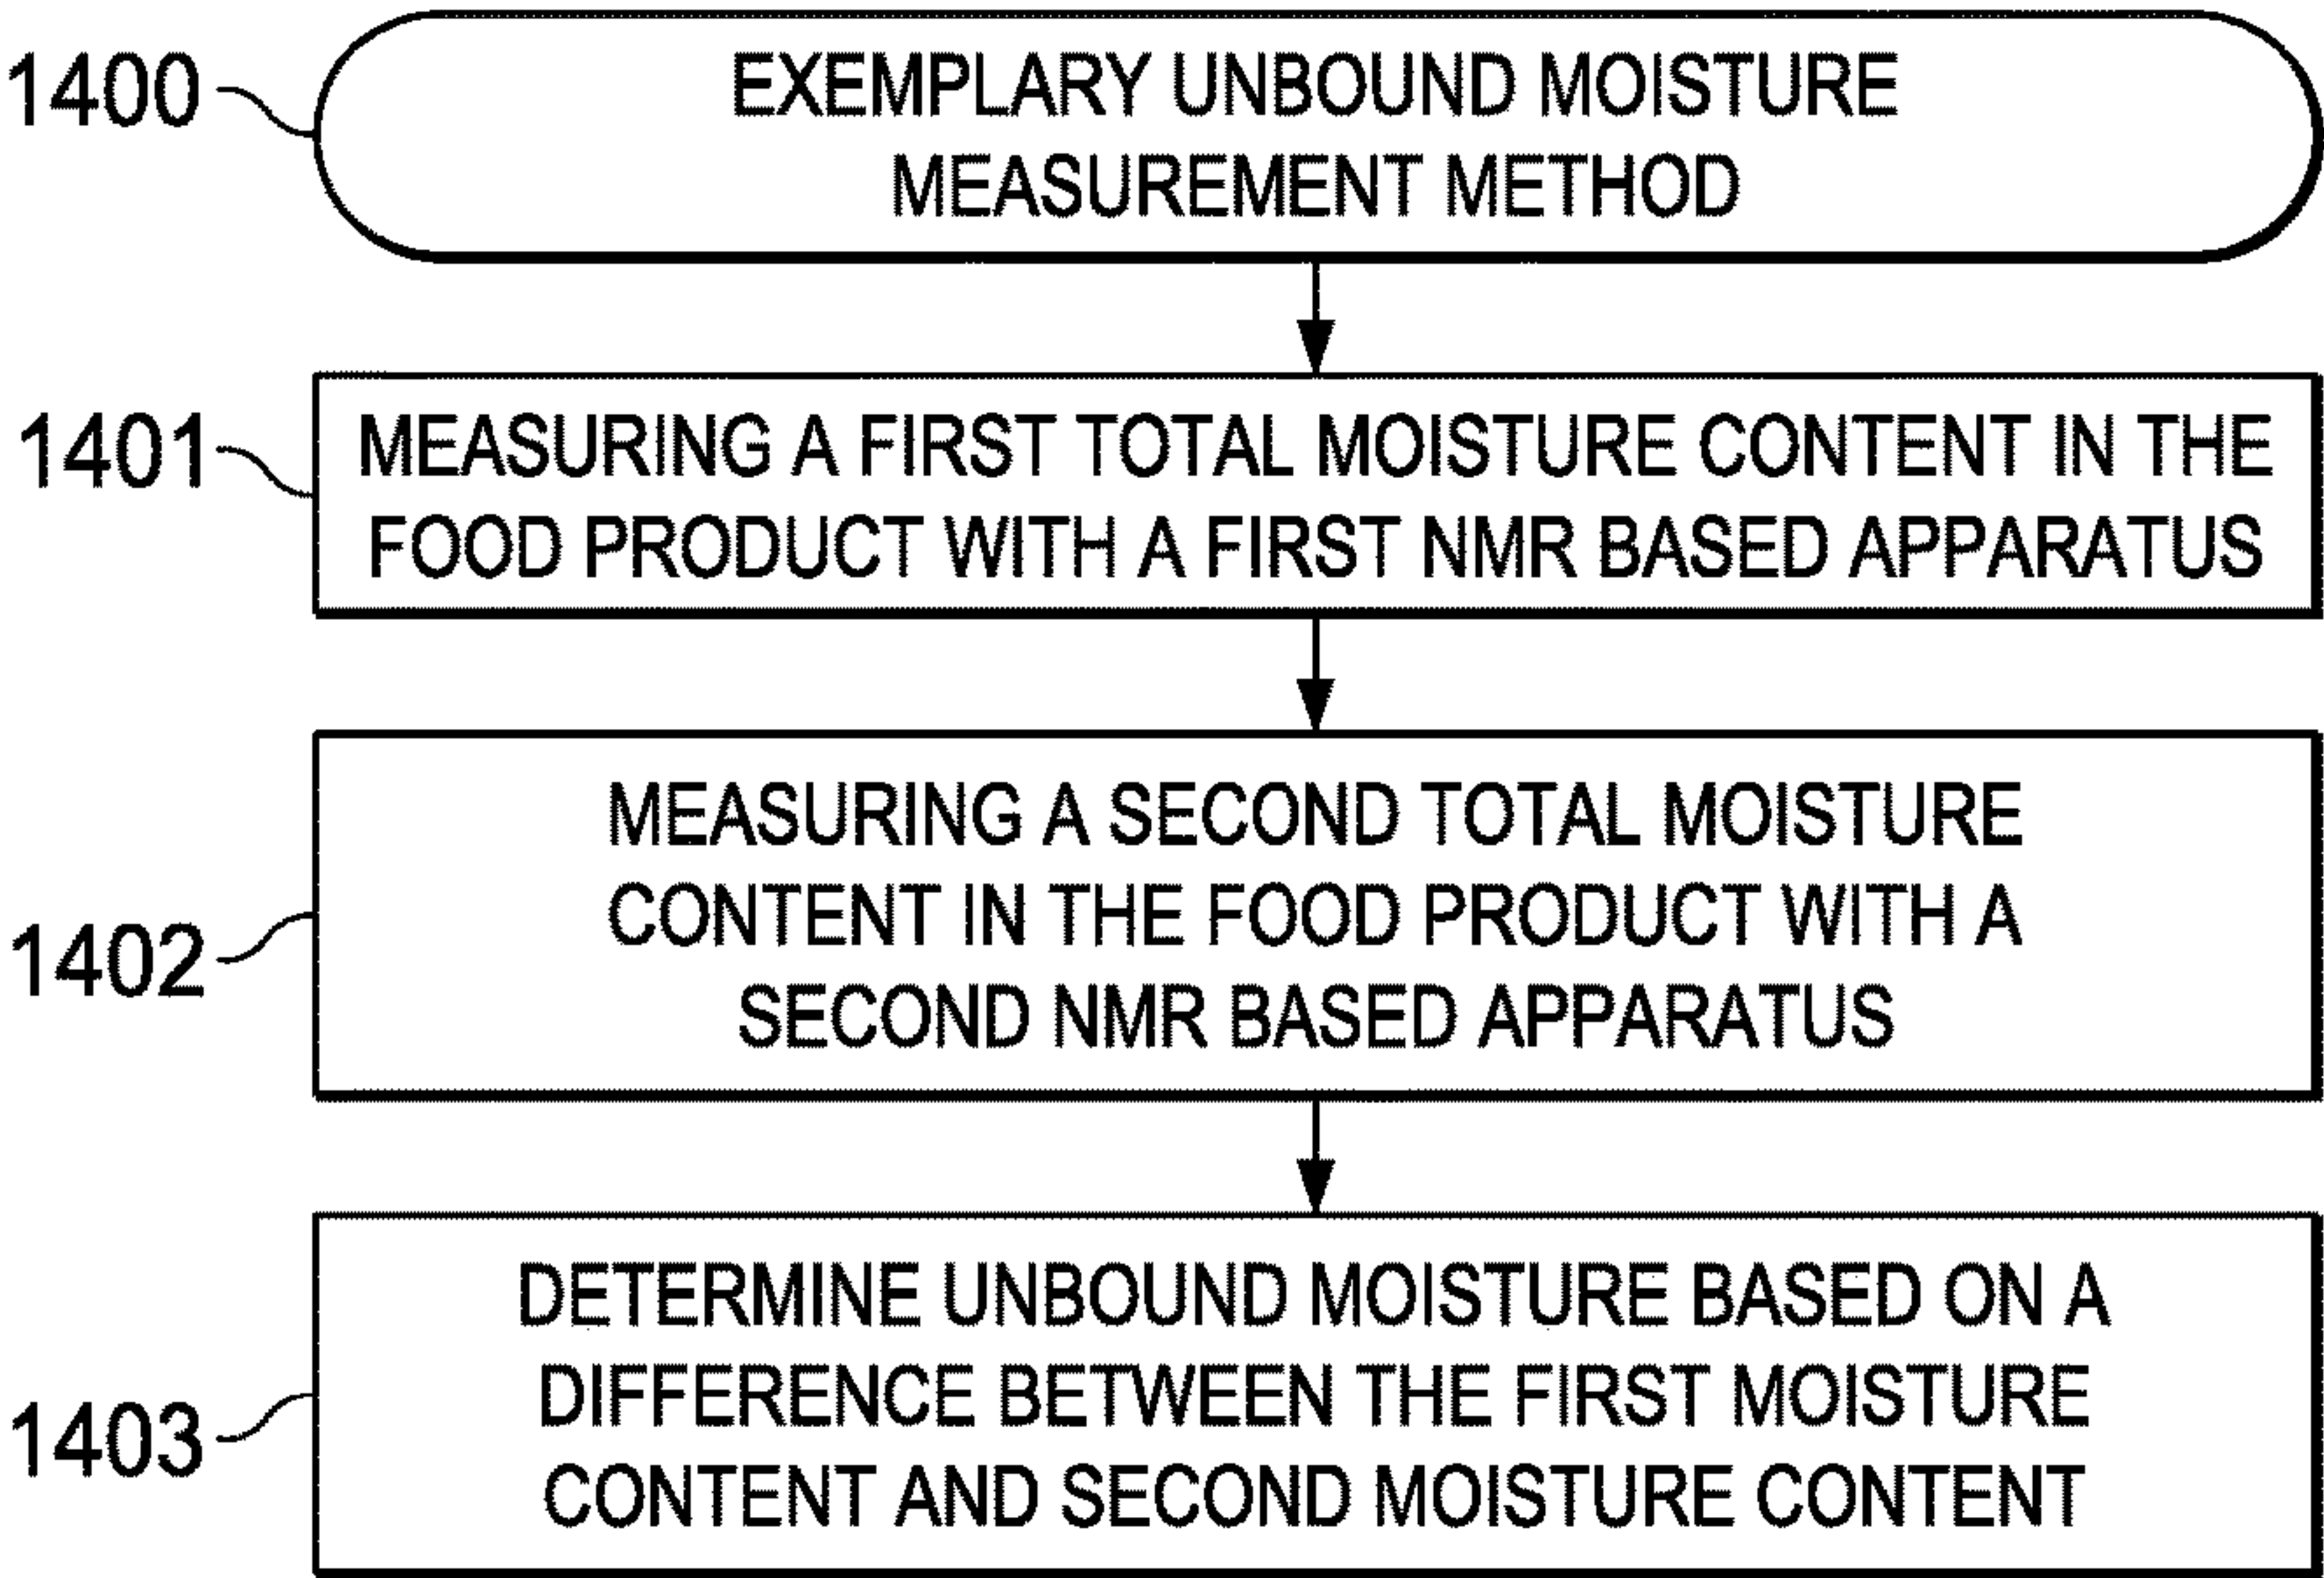 1400
EXEMPLARY UNBOUND MOISTURE
MEASUREMENT METHOD
1401
MEASURING A FIRST TOTAL MOISTURE CONTENT IN THE
FOOD PRODUCT WITH A FIRST NMR BASED APPARATUS
1402
MEASURING A SECOND TOTAL MOISTURE
CONTENT IN THE FOOD PRODUCT WITH A
SECOND NMR BASED APPARATUS
1403
DETERMINE UNBOUND MOISTURE BASED ON A
DIFFERENCE BETWEEN THE FIRST MOISTURE
CONTENT AND SECOND MOISTURE CONTENT